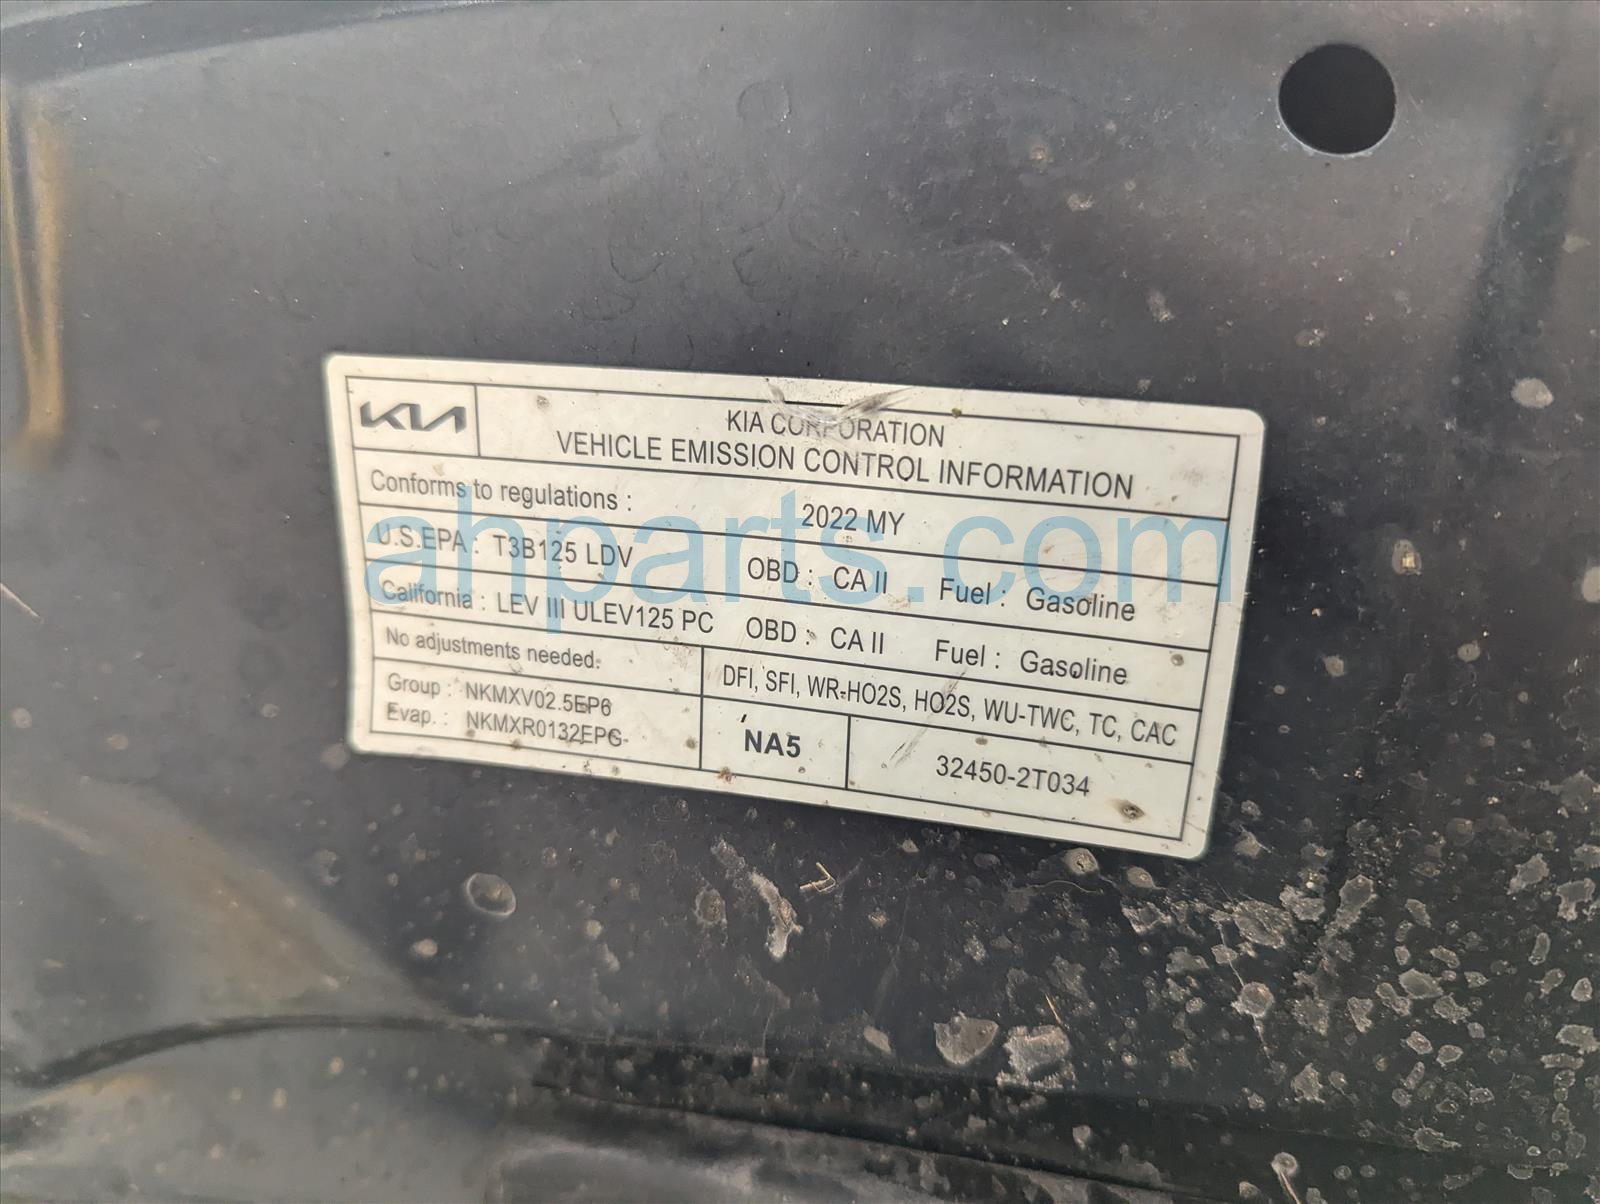 KIA
KIA CORPORATION
VEHICLE EMISSION CONTROL INFORMATION
Conforms to regulations : 2022 MY
U.S.EPA : T3B125 LDV OBD : CA II Fuel : Gasoline
California : LEV III ULEV125 PC OBD : CA II Fuel : Gasoline
No adjustments needed.
DFI, SFI, WR-HO2S, HO2S, WU-TWC, TC, CAC
Group : NKMXV02.5EP6
Evap. : NKMXR0132EPG
NA5
32450-2T034
ahparts.com